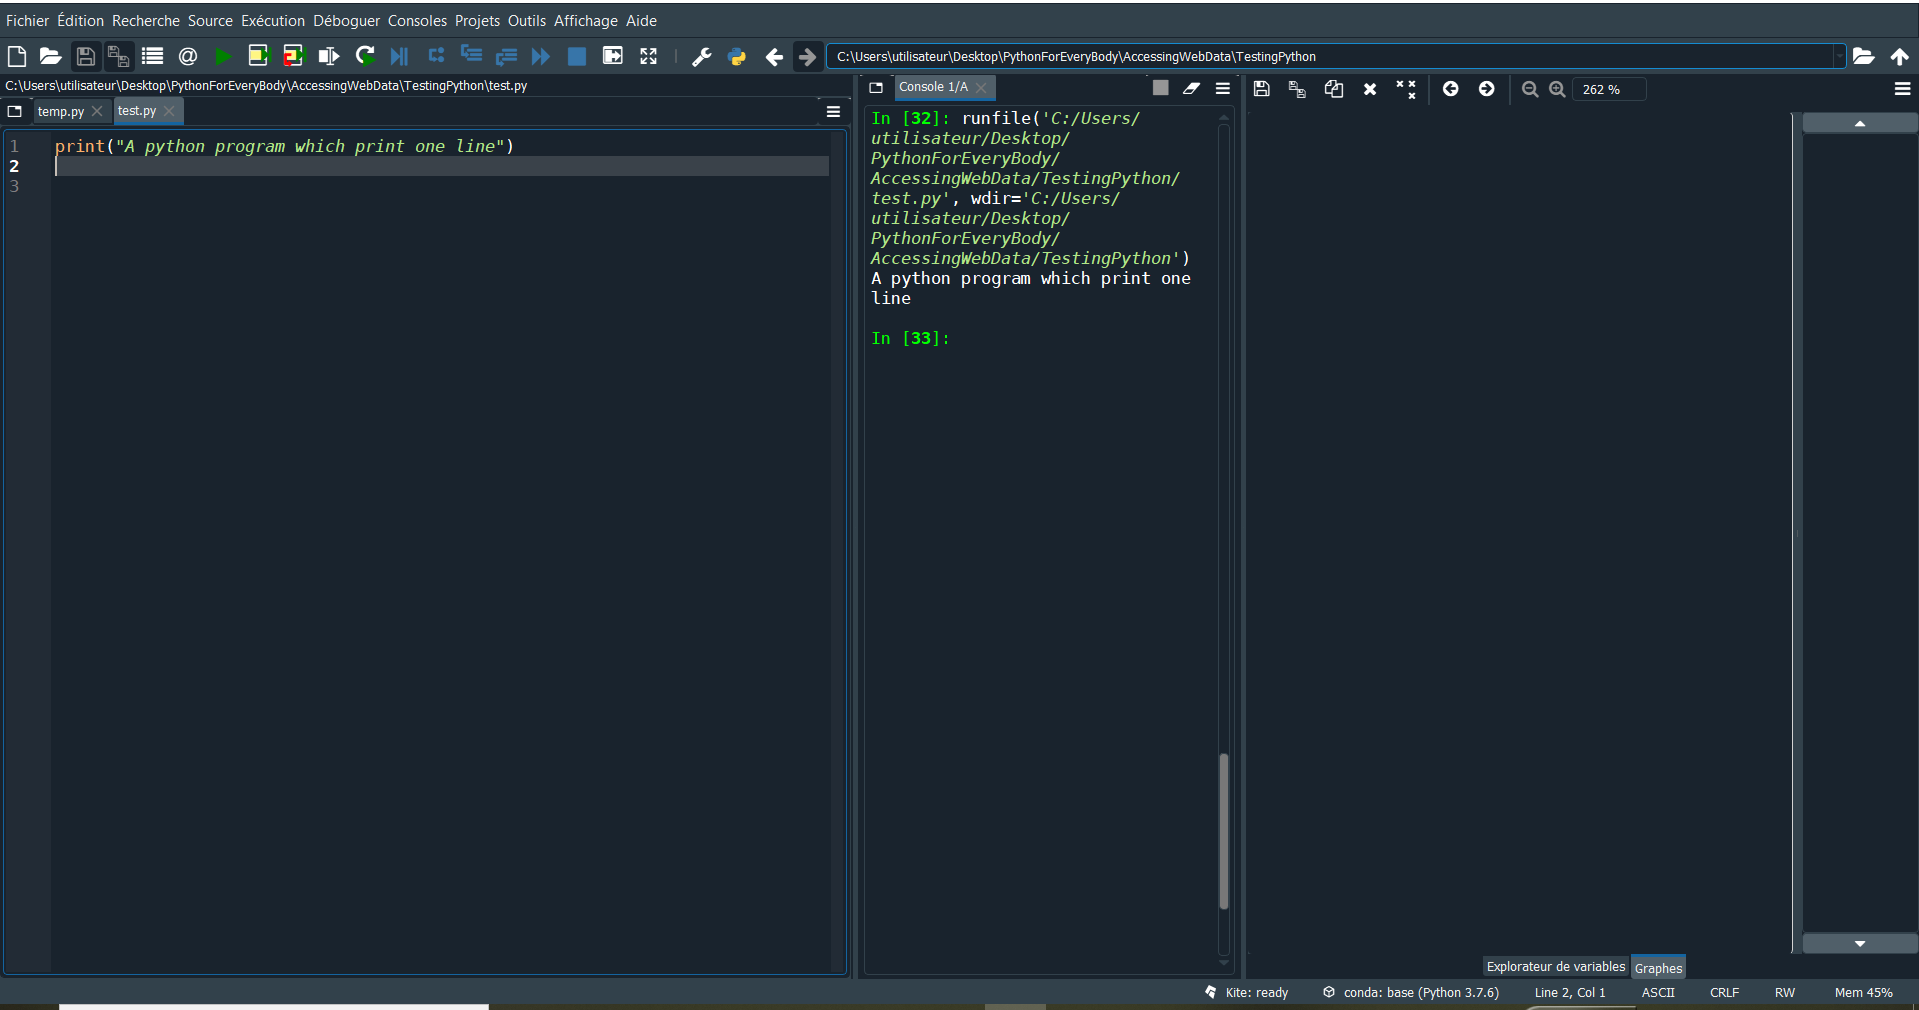 Fichier Édition Recherche Source Exécution Déboguer Consoles Projets Outils Affichage Aide
C:\Users\utilisateur\Desktop\PythonForEveryBody\AccessingWebData\TestingPython
C:\Users\utilisateur\Desktop\PythonForEveryBody\AccessingWebData\TestingPython\test.py
temp.py test.py
1 print("A python program which print one line")
2
3
Console 1/A
In [32]: runfile('C:/Users/
utilisateur/Desktop/
PythonForEveryBody/
AccessingWebData/TestingPython/
test.py', wdir='C:/Users/
utilisateur/Desktop/
PythonForEveryBody/
AccessingWebData/TestingPython')
A python program which print one
line
In [33]:
262 %
Explorateur de variables Graphes
Kite: ready conda: base (Python 3.7.6) Line 2, Col 1 ASCII CRLF RW Mem 45%